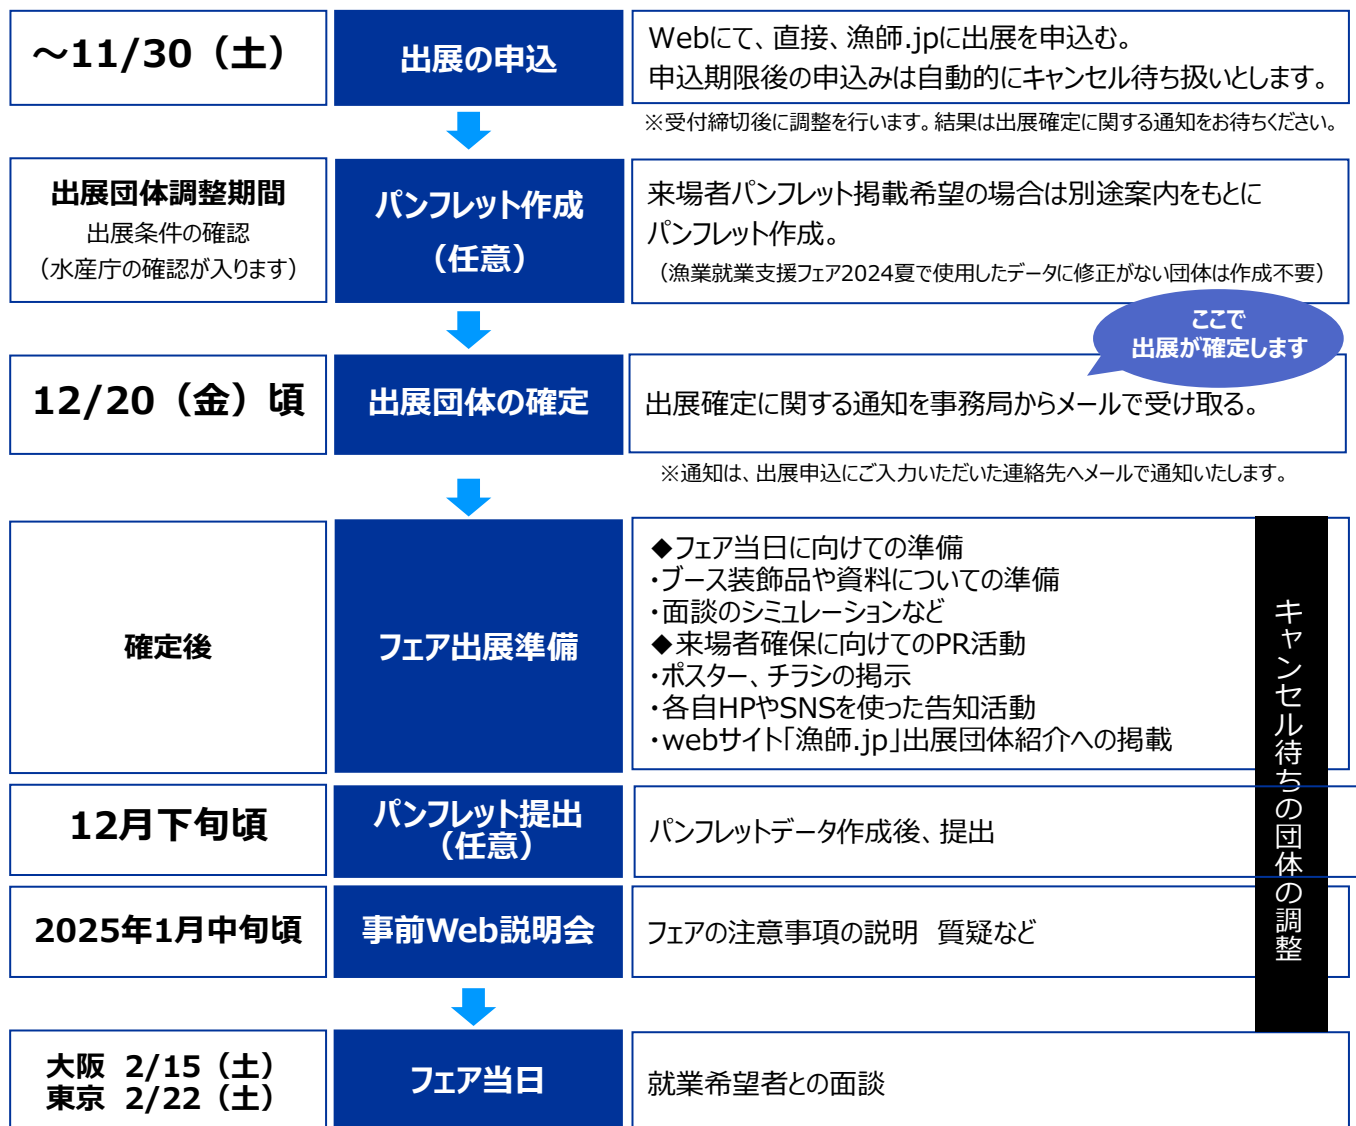 ～11/30（土）
出展の申込
Webにて、直接、漁師.jpに出展を申込む。
申込期限後の申込みは自動的にキャンセル待ち扱いとします。
※受付締切後に調整を行います。結果は出展確定に関する通知をお待ちください。
出展団体調整期間
出展条件の確認
（水産庁の確認が入ります）
パンフレット作成
（任意）
来場者パンフレット掲載希望の場合は別途案内をもとに
パンフレット作成。
（漁業就業支援フェア2024夏で使用したデータに修正がない団体は作成不要）
ここで
出展が確定します
12/20（金）頃
出展団体の確定
出展確定に関する通知を事務局からメールで受け取る。
※通知は、出展申込にご入力いただいた連絡先へメールで通知いたします。
確定後
フェア出展準備
◆フェア当日に向けての準備
・ブース装飾品や資料についての準備
・面談のシミュレーションなど
◆来場者確保に向けてのPR活動
・ポスター、チラシの掲示
・各自HPやSNSを使った告知活動
・webサイト「漁師.jp」出展団体紹介への掲載
キャンセル待ちの団体の調整
12月下旬頃
パンフレット提出
（任意）
パンフレットデータ作成後、提出
2025年1月中旬頃
事前Web説明会
フェアの注意事項の説明　質疑など
大阪 2/15（土）
東京 2/22（土）
フェア当日
就業希望者との面談